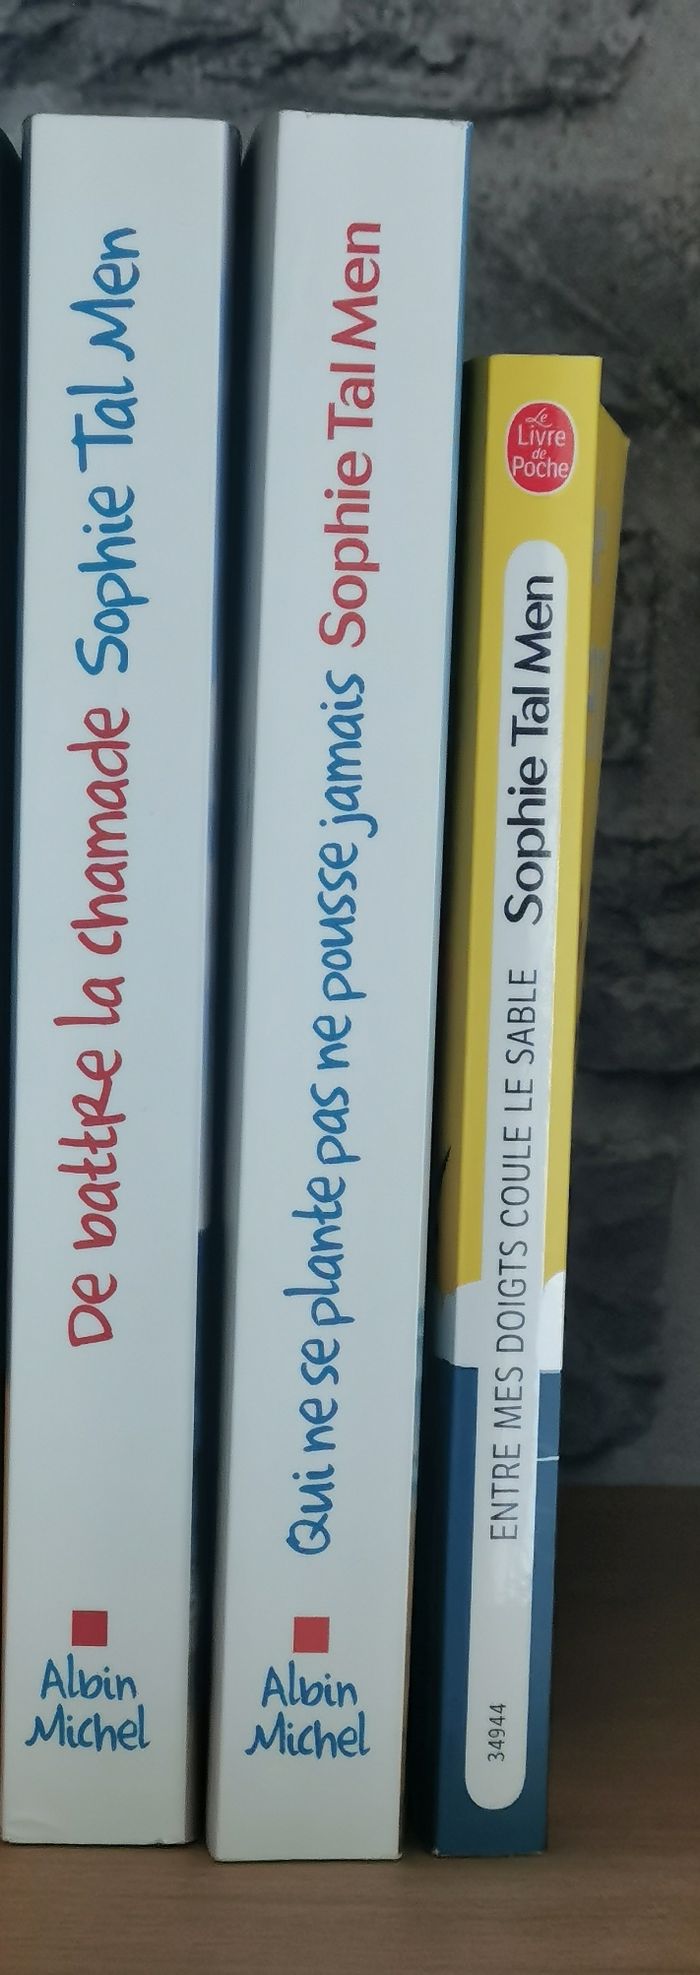 De battre la chamade Sophie Tal Men
Albin
Michel
Qui ne se plante pas ne pousse jamais Sophie Tal Men
Albin
Michel
Le
Livre
de
Poche
ENTRE MES DOIGTS COULE LE SABLE Sophie Tal Men
34944